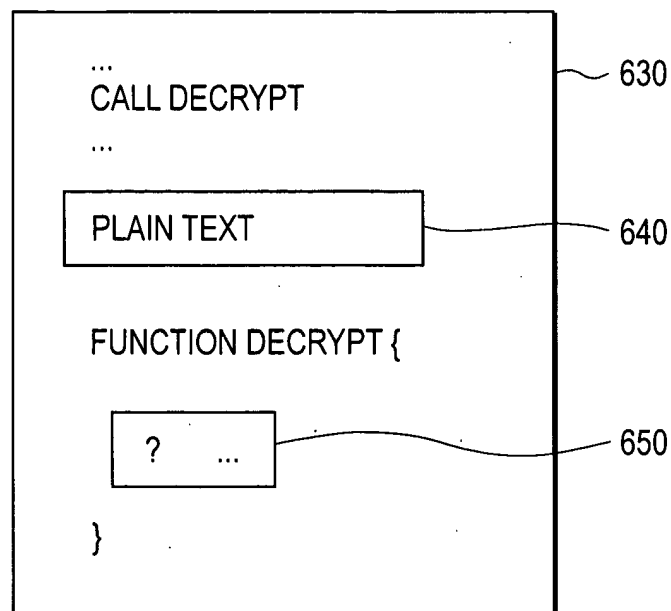 ...
CALL DECRYPT
...
630
PLAIN TEXT
640
FUNCTION DECRYPT {
? ...
650
}